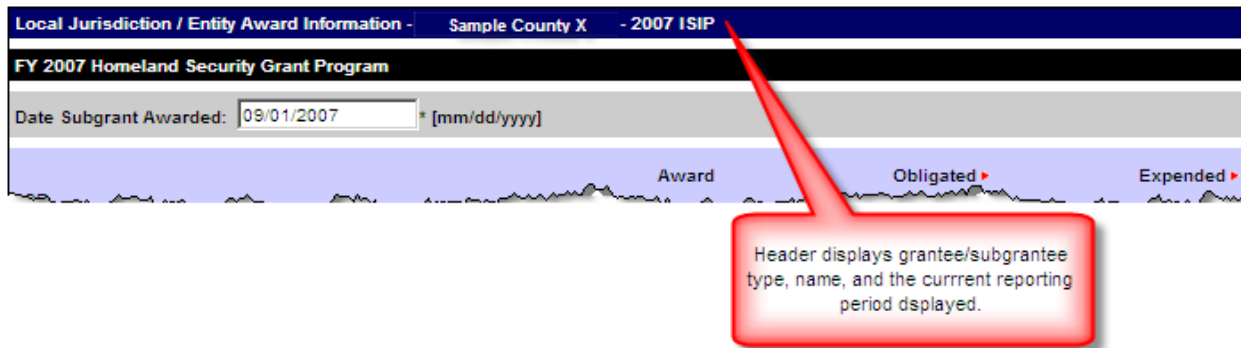 Local Jurisdiction / Entity Award Information - Sample County X - 2007 ISIP
FY 2007 Homeland Security Grant Program
Date Subgrant Awarded: 09/01/2007 * [mm/dd/yyyy]
Award Obligated Expended
Header displays grantee/subgrantee
type, name, and the currrent reporting
period dsplayed.